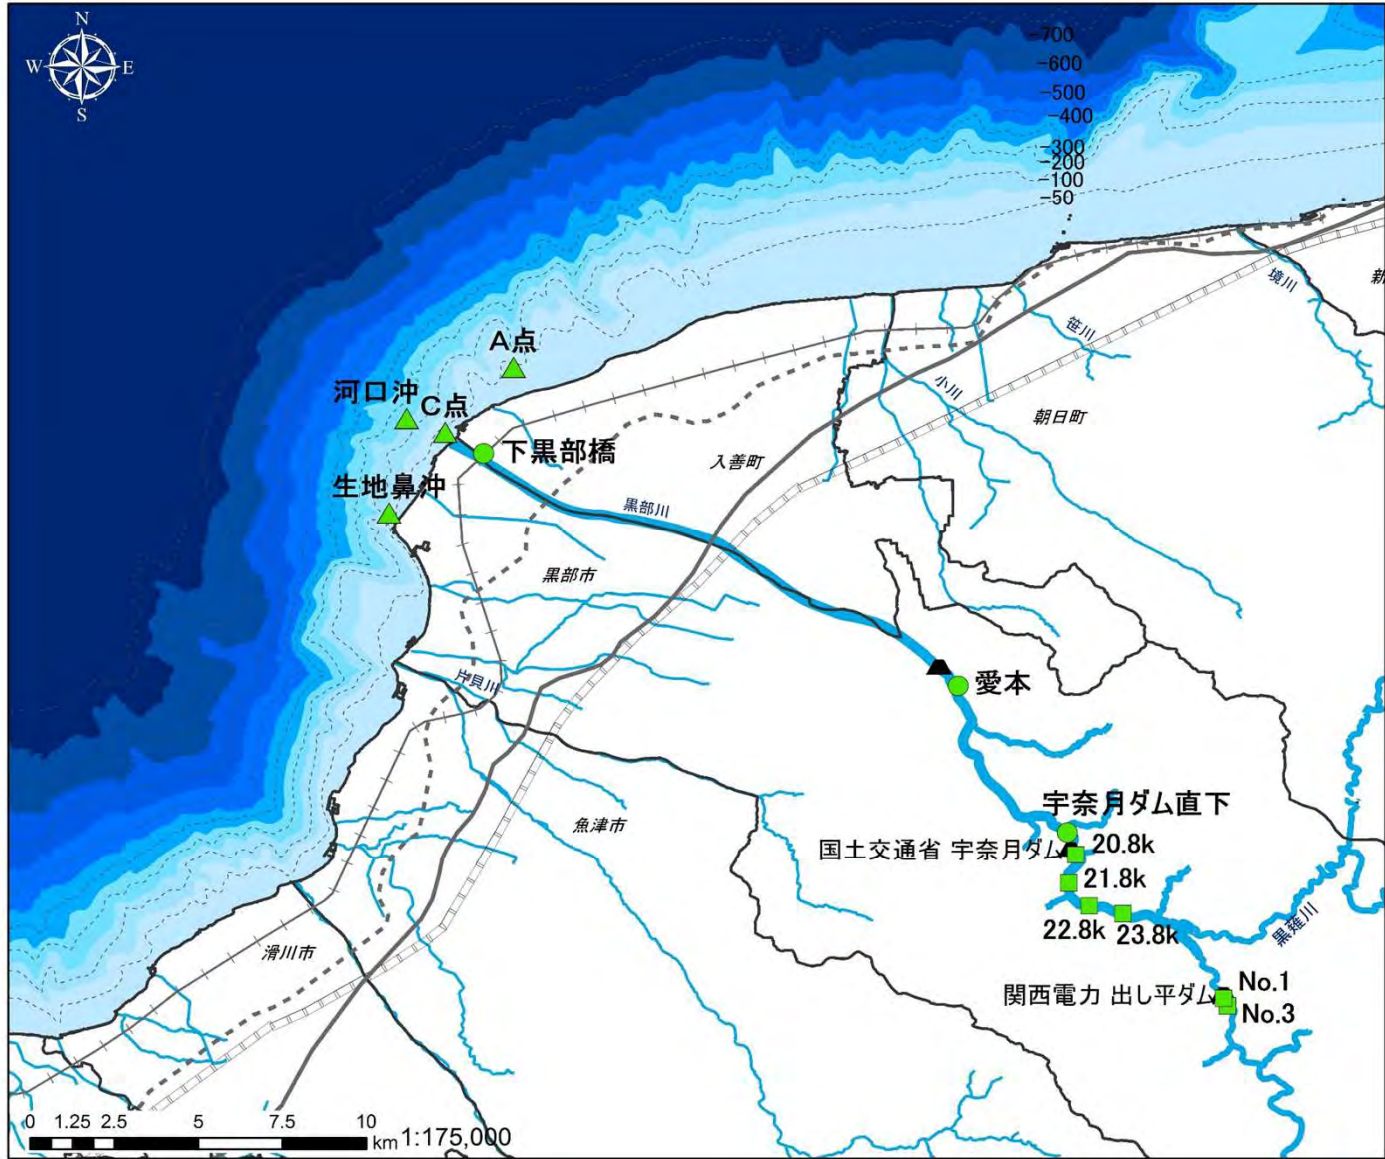 N
W E
S
-700
-600
-500
-400
-300
-200
-100
-50
境川
新
笹川
A点
小川
河口沖
C点
朝日町
下黒部橋
入善町
生地鼻沖
黒部川
黒部市
片貝川
愛本
宇奈月ダム直下
魚津市
国土交通省 宇奈月ダム
20.8k
21.8k
22.8k
23.8k
黒薙川
滑川市
関西電力 出し平ダム
No.1
No.3
0 1.25 2.5 5 7.5 10
km 1:175,000